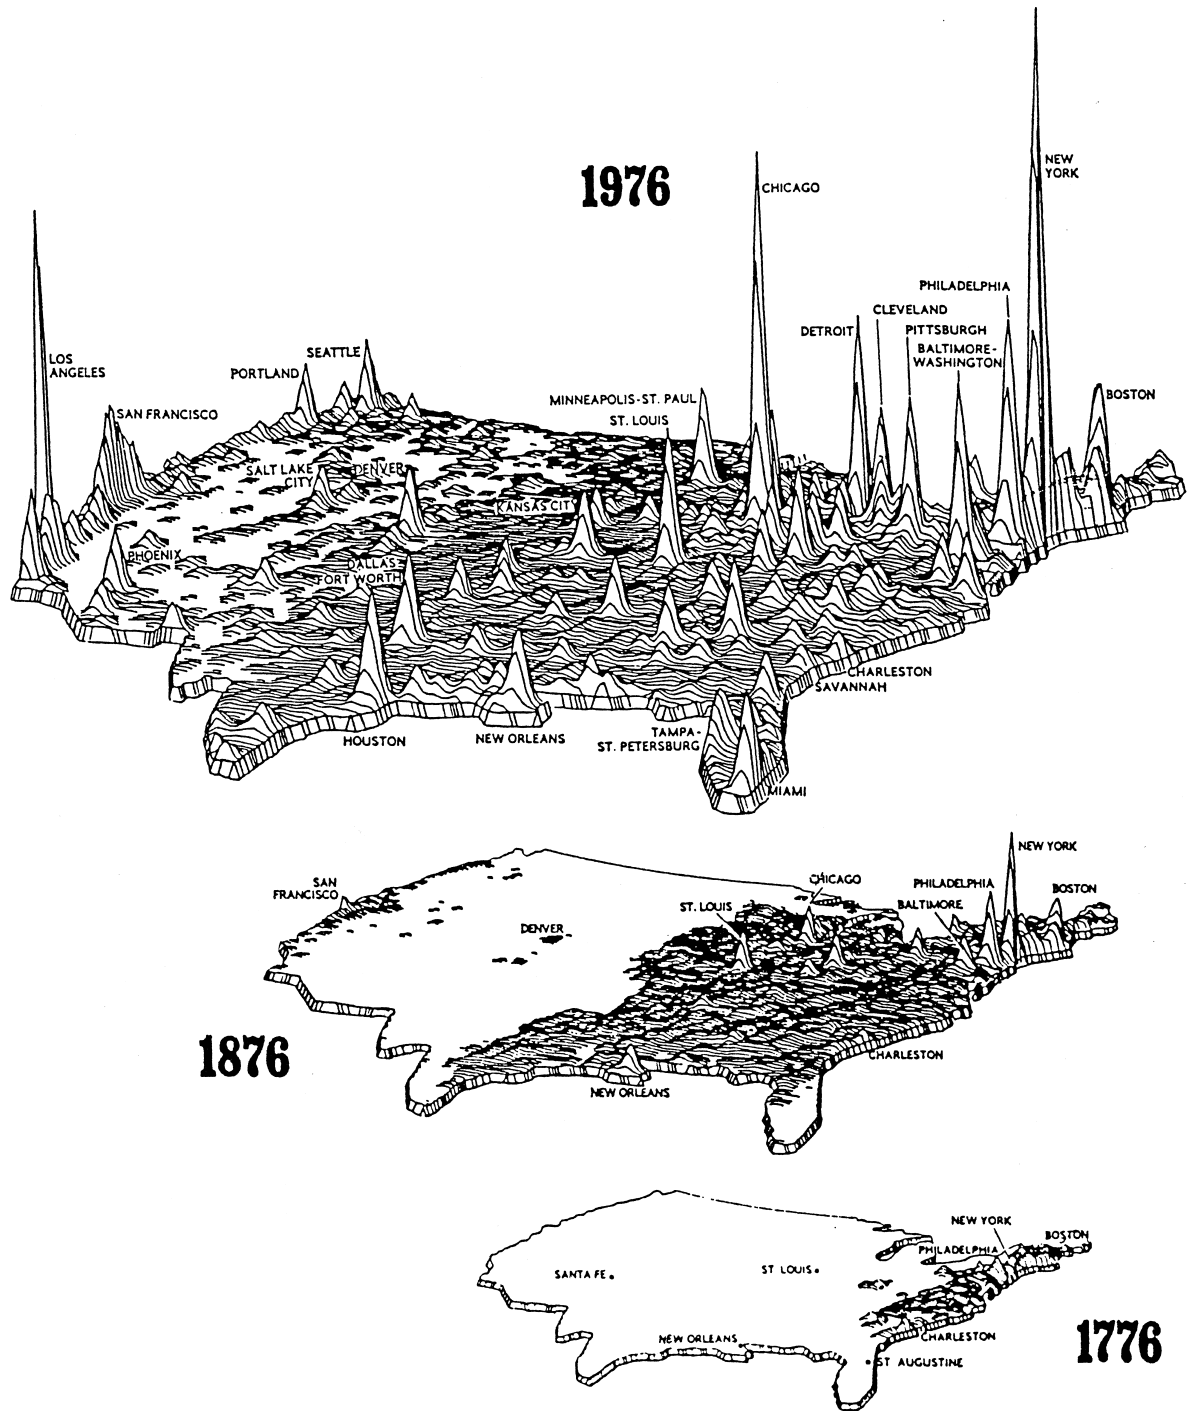 1976
CHICAGO
NEW
YORK
PHILADELPHIA
CLEVELAND
DETROIT
PITTSBURGH
BALTIMORE-
WASHINGTON
BOSTON
LOS
ANGELES
SEATTLE
PORTLAND
SAN FRANCISCO
MINNEAPOLIS-ST. PAUL
ST. LOUIS
SALT LAKE
CITY
DENVER
KANSAS CITY
PHOENIX
DALLAS-
FORT WORTH
CHARLESTON
SAVANNAH
HOUSTON
NEW ORLEANS
TAMPA-
ST. PETERSBURG
MIAMI
NEW YORK
SAN
FRANCISCO
CHICAGO
PHILADELPHIA
BOSTON
ST. LOUIS
BALTIMORE
DENVER
1876
CHARLESTON
NEW ORLEANS
NEW YORK
BOSTON
PHILADELPHIA
SANTA FE
ST LOUIS
NEW ORLEANS
CHARLESTON
1776
ST AUGUSTINE